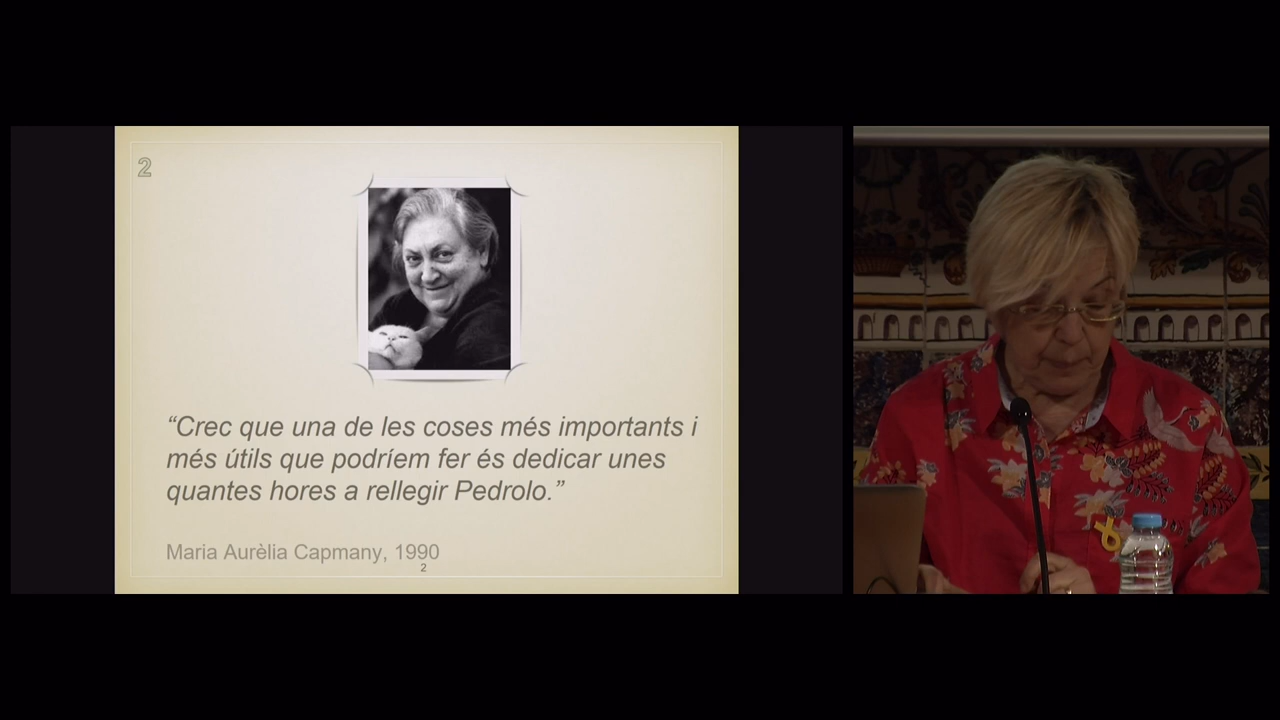 2
“Crec que una de les coses més importants i
més útils que podríem fer és dedicar unes
quantes hores a rellegir Pedrolo.”
Maria Aurèlia Capmany, 1990
2